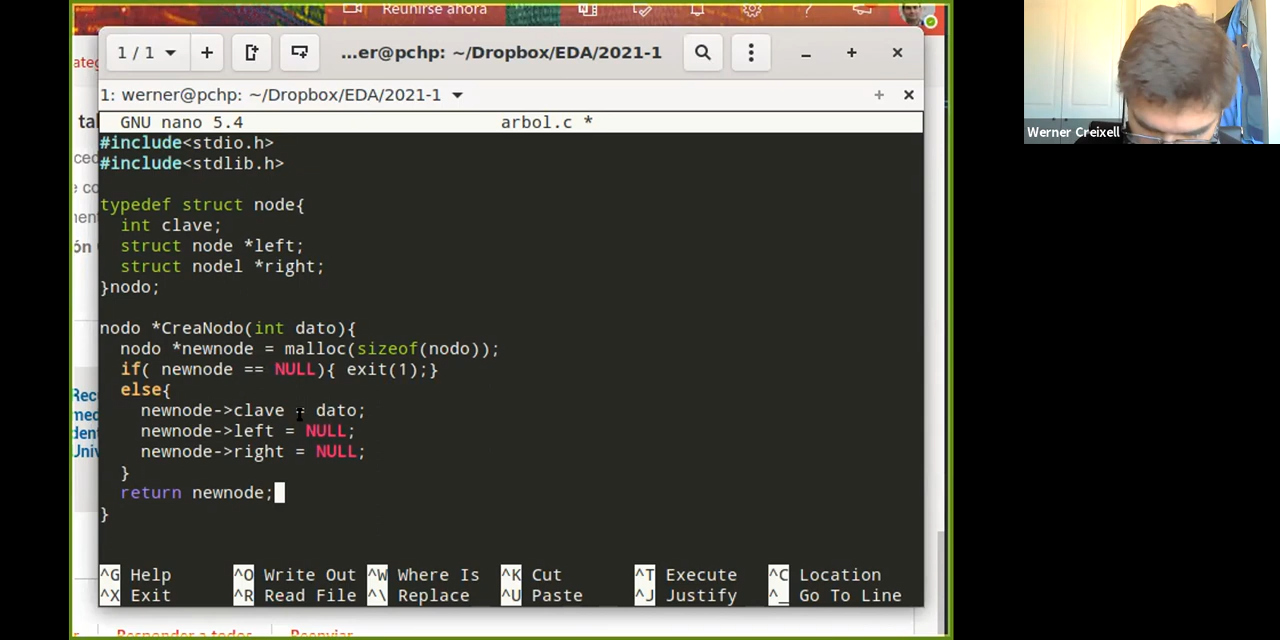 Reunirse ahora
1 / 1
...er@pchp: ~/Dropbox/EDA/2021-1
1: werner@pchp: ~/Dropbox/EDA/2021-1
GNU nano 5.4 arbol.c *
#include<stdio.h>
#include<stdlib.h>
typedef struct node{
int clave;
struct node *left;
struct nodel *right;
}nodo;
nodo *CreaNodo(int dato){
nodo *newnode = malloc(sizeof(nodo));
if( newnode == NULL){ exit(1);}
else{
newnode->clave = dato;
newnode->left = NULL;
newnode->right = NULL;
}
return newnode;
}
^G Help ^O Write Out ^W Where Is ^K Cut ^T Execute ^C Location
^X Exit ^R Read File ^\ Replace ^U Paste ^J Justify ^_ Go To Line
Responder a todos Reenviar
Werner Creixell